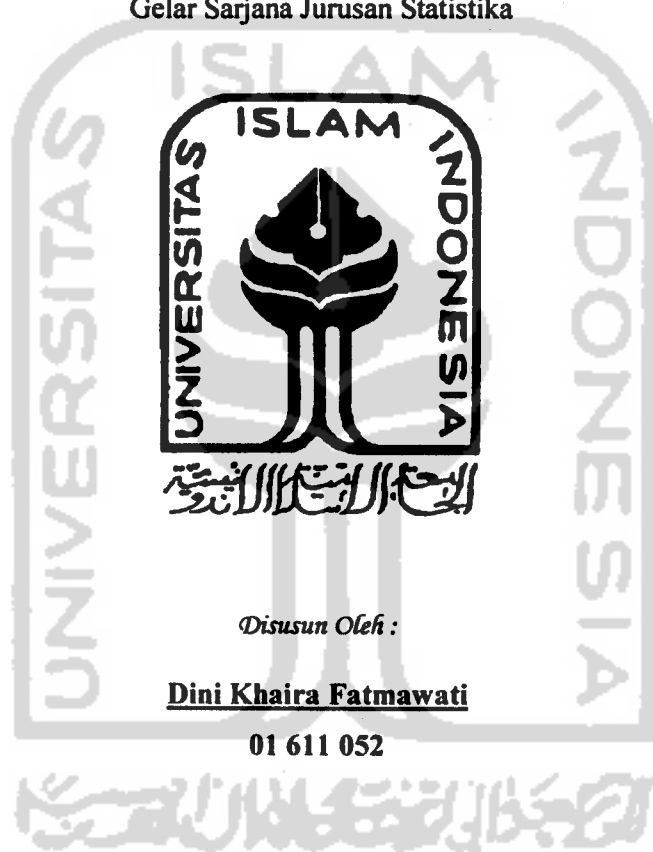 Gelar Sarjana Jurusan Statistika
UNIVERSITAS ISLAM INDONESIA
Disusun Oleh :
Dini Khaira Fatmawati
01 611 052